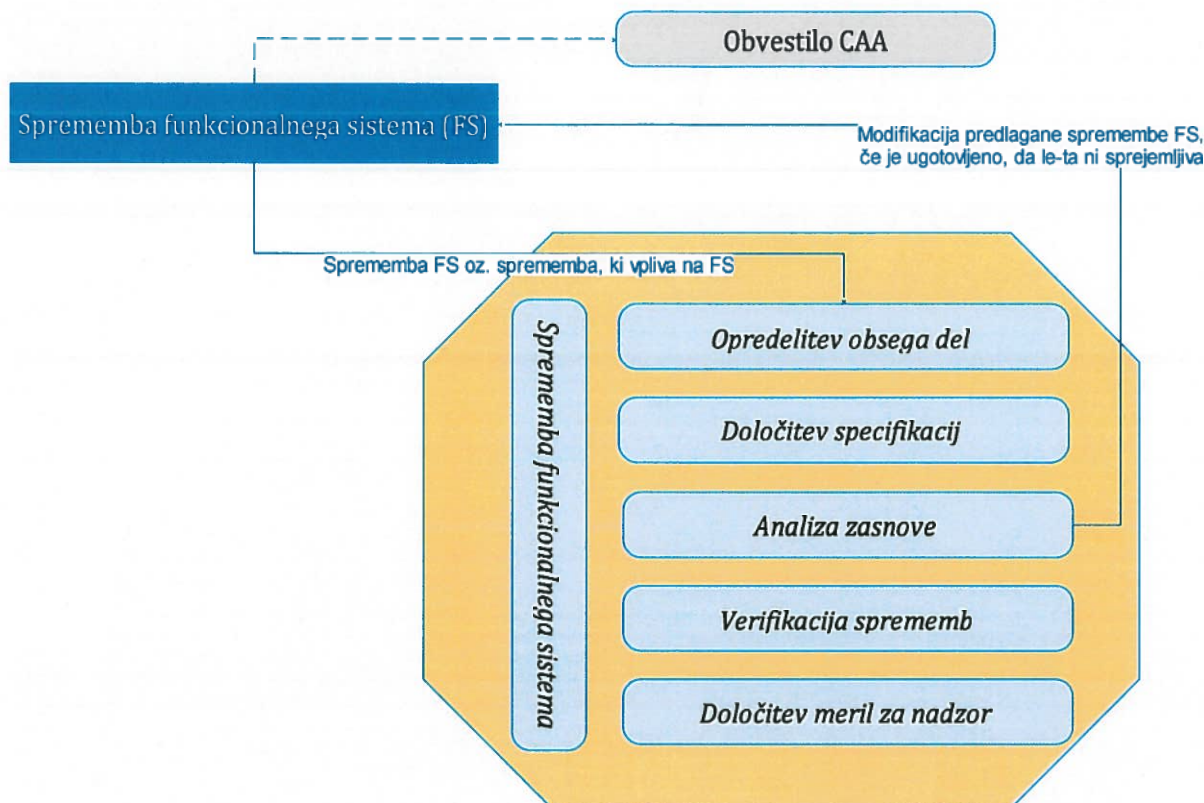 Obvestilo CAA
Sprememba funkcionalnega sistema (FS)
Modifikacija predlagane spremembe FS,
če je ugotovljeno, da le-ta ni sprejemljiva
Sprememba FS oz. sprememba, ki vpliva na FS
Sprememba funkcionalnega sistema
Opredelitev obsega del
Določitev specifikacij
Analiza zasnove
Verifikacija sprememb
Določitev meril za nadzor